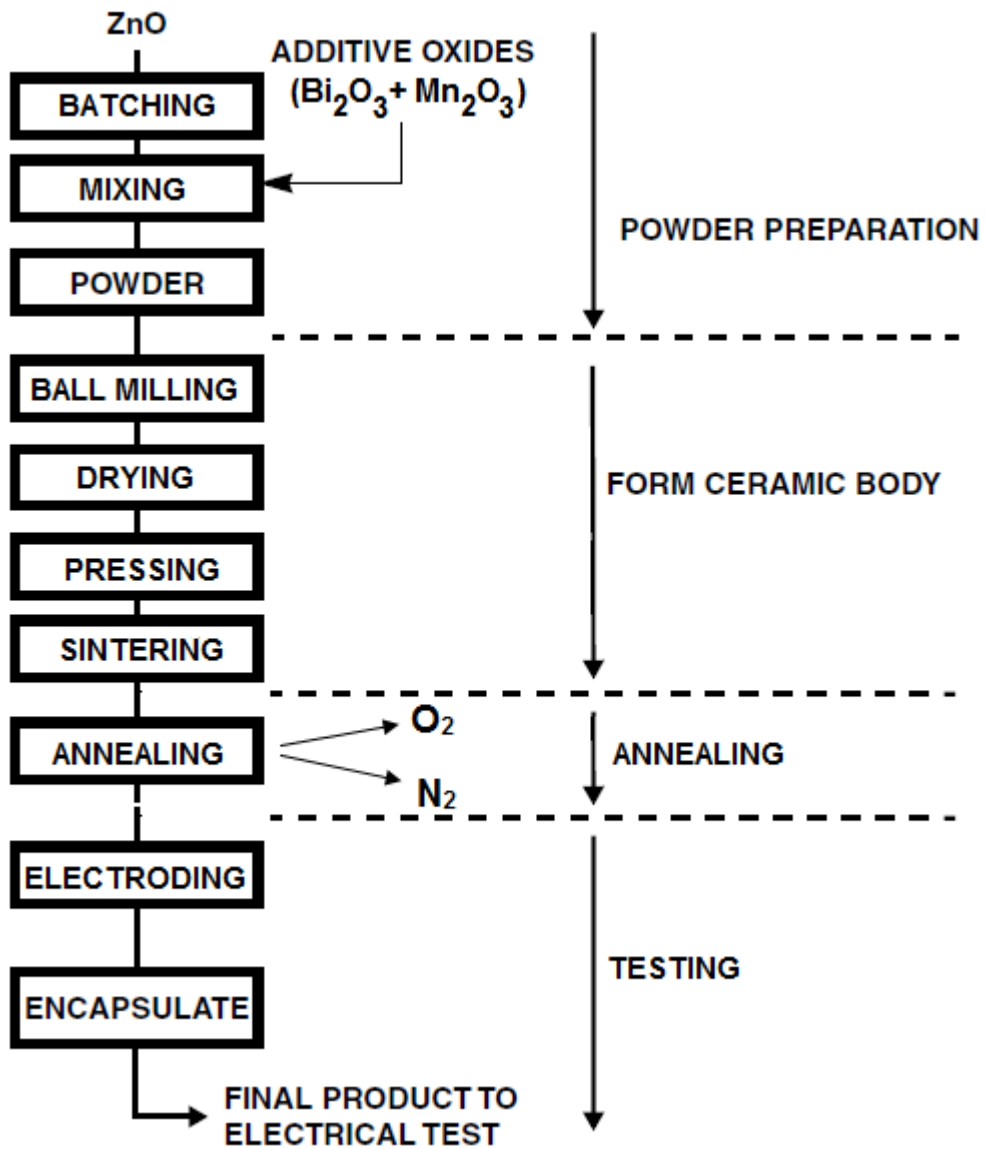 ZnO
ADDITIVE OXIDES
(Bi₂O₃+ Mn₂O₃)
BATCHING
MIXING
POWDER PREPARATION
POWDER
BALL MILLING
DRYING
FORM CERAMIC BODY
PRESSING
SINTERING
O₂
ANNEALING
ANNEALING
N₂
ELECTRODING
TESTING
ENCAPSULATE
FINAL PRODUCT TO
ELECTRICAL TEST